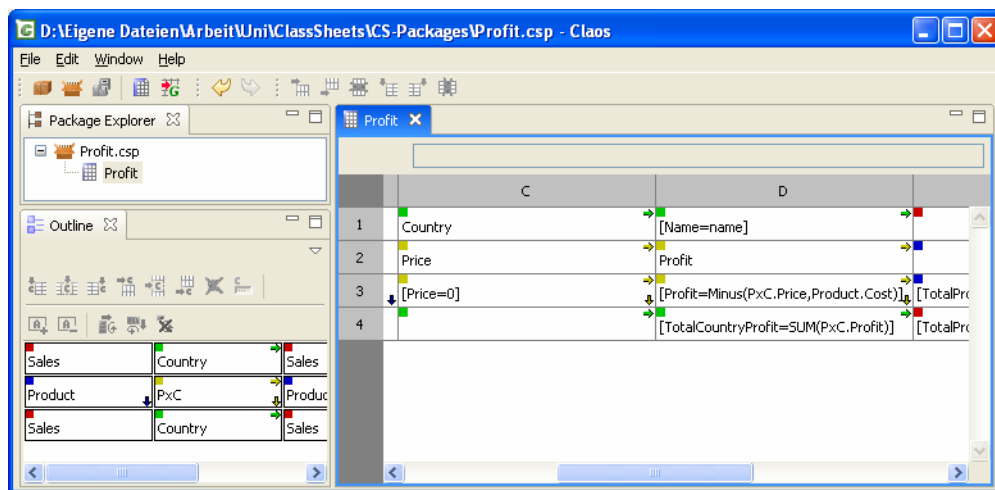 D:\Eigene Dateien\Arbeit\Uni\ClassSheets\CS-Packages\Profit.csp - Claos
File Edit Window Help
Package Explorer
Profit.csp
Profit
Outline
Sales Country Sales
Product PxC Produc
Sales Country Sales
Profit
C D
1 Country [Name=name]
2 Price Profit
3 [Price=0] [Profit=Minus(PxC.Price,Product.Cost)] [TotalPro
4 [TotalCountryProfit=SUM(PxC.Profit)] [TotalPro